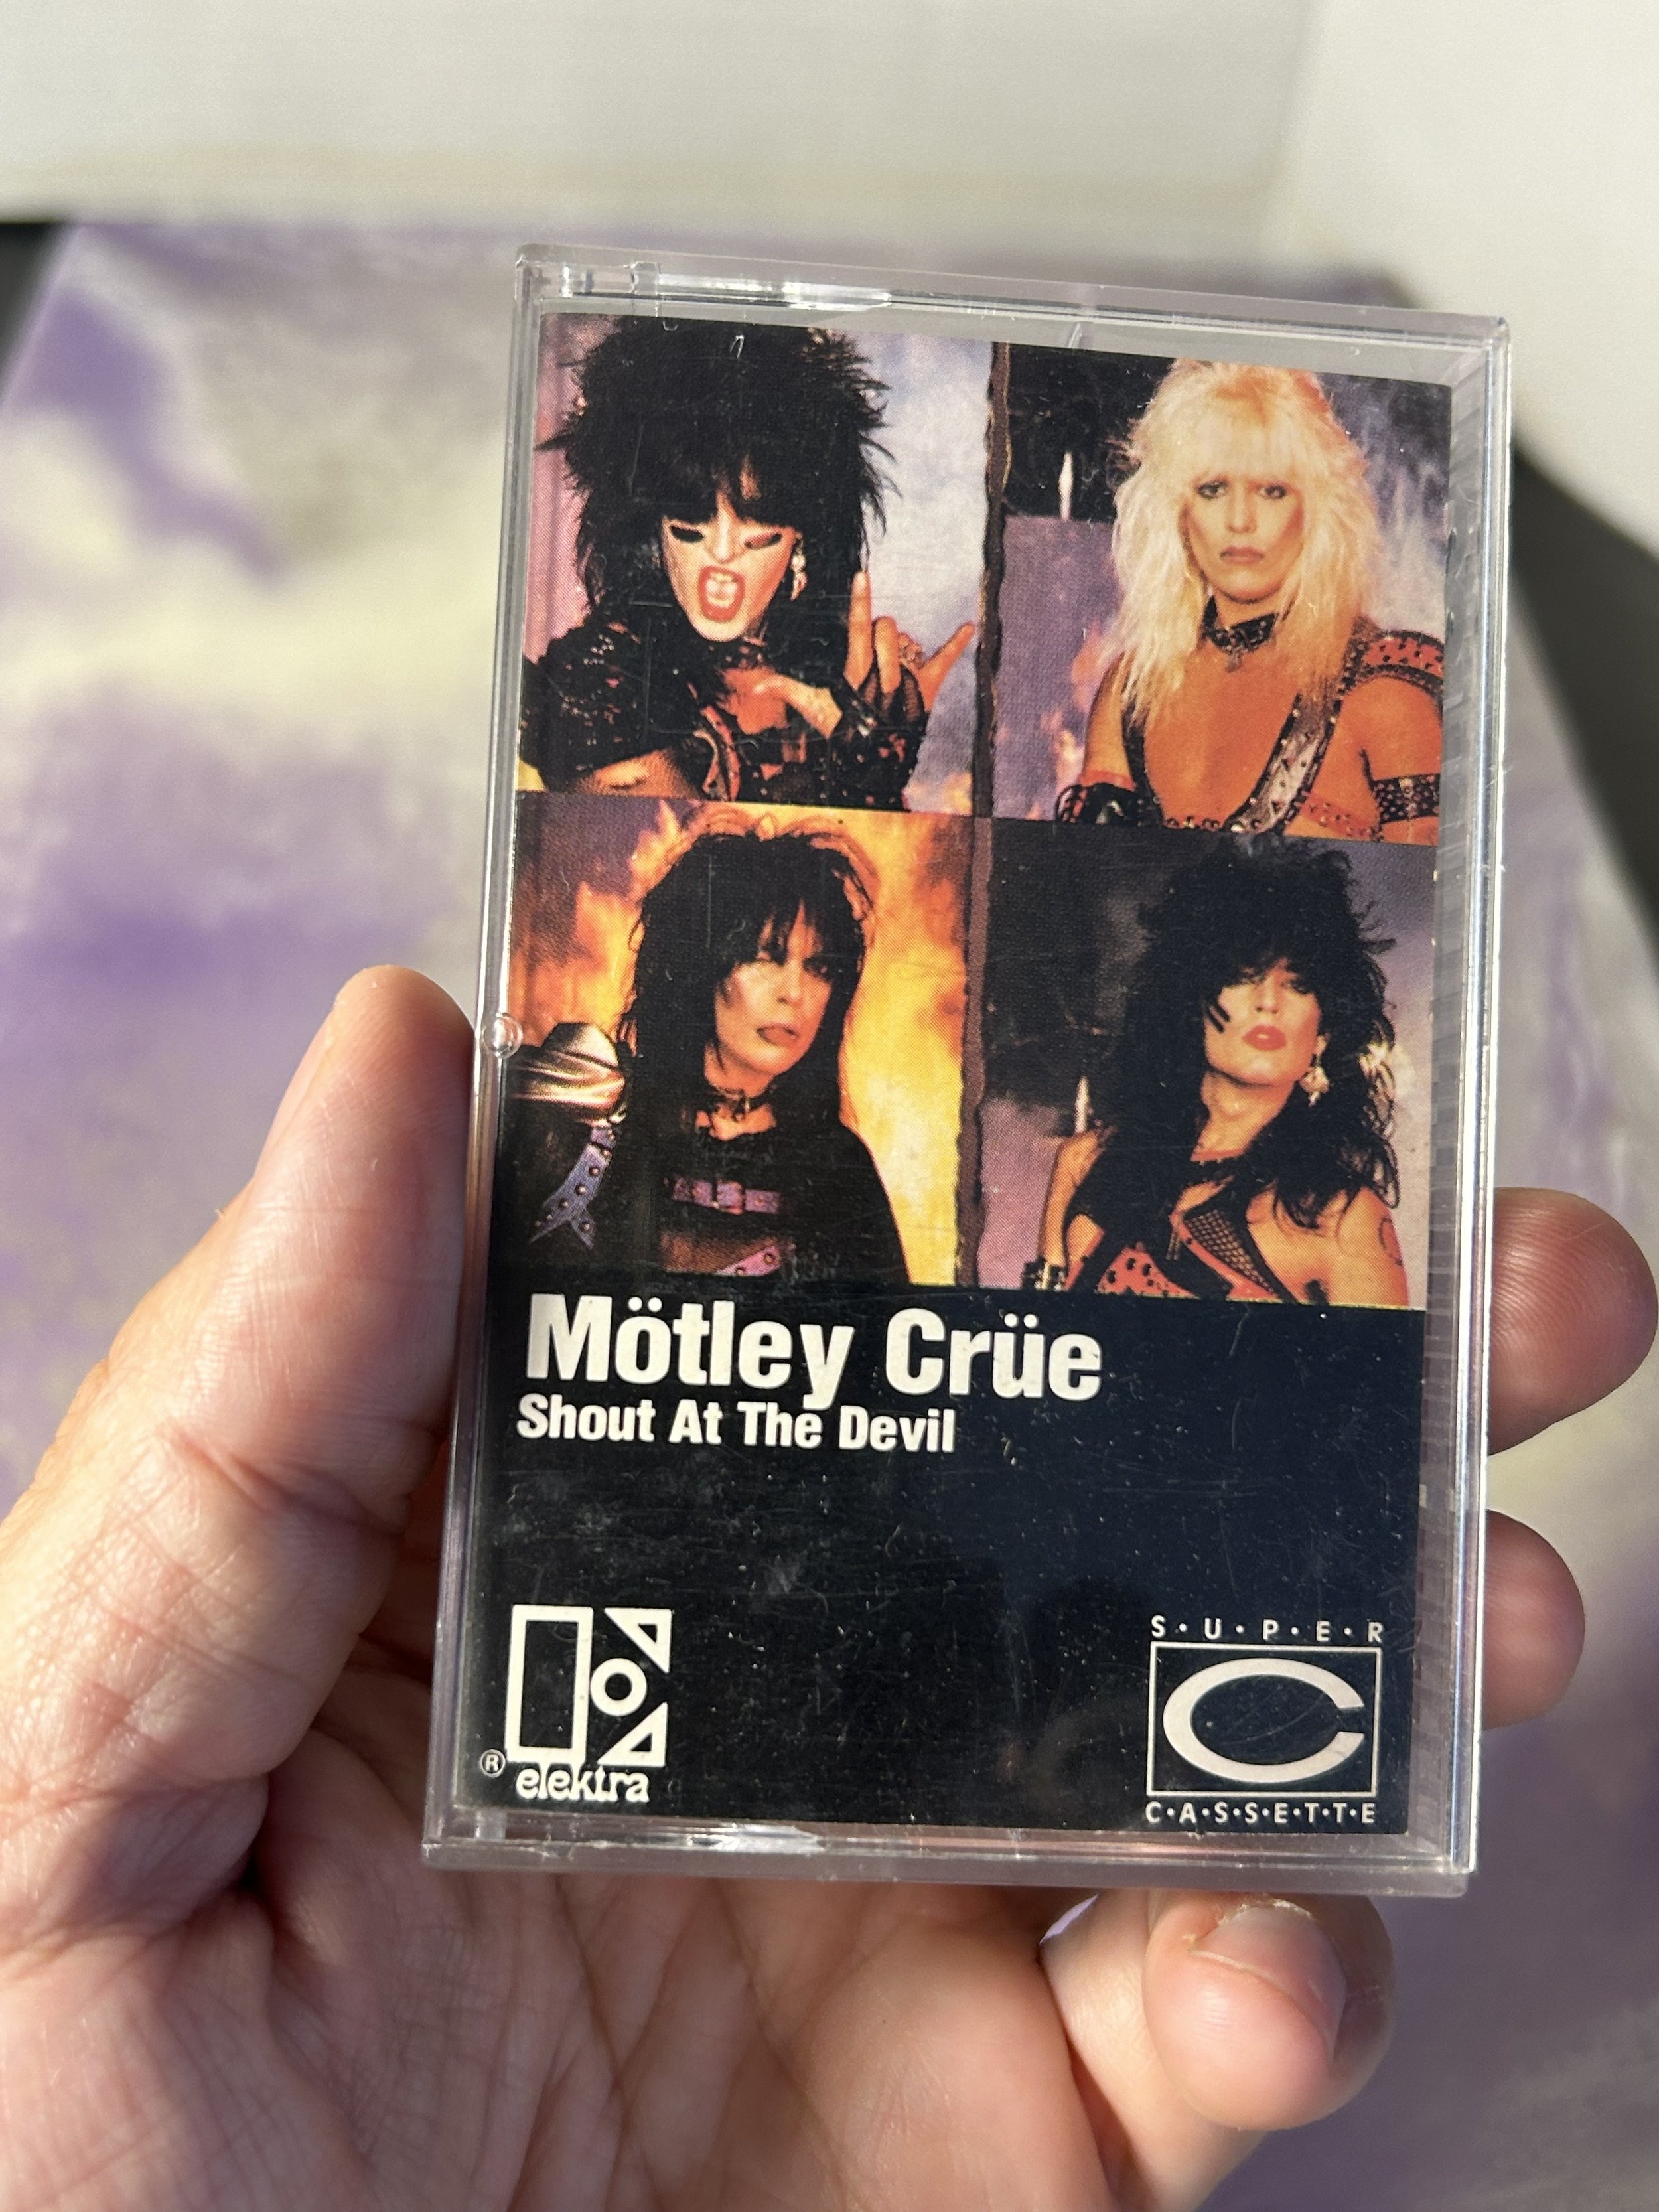 Mötley Crüe
Shout At The Devil
S·U·P·E·R
C
C·A·S·S·E·T·T·E
® elektra